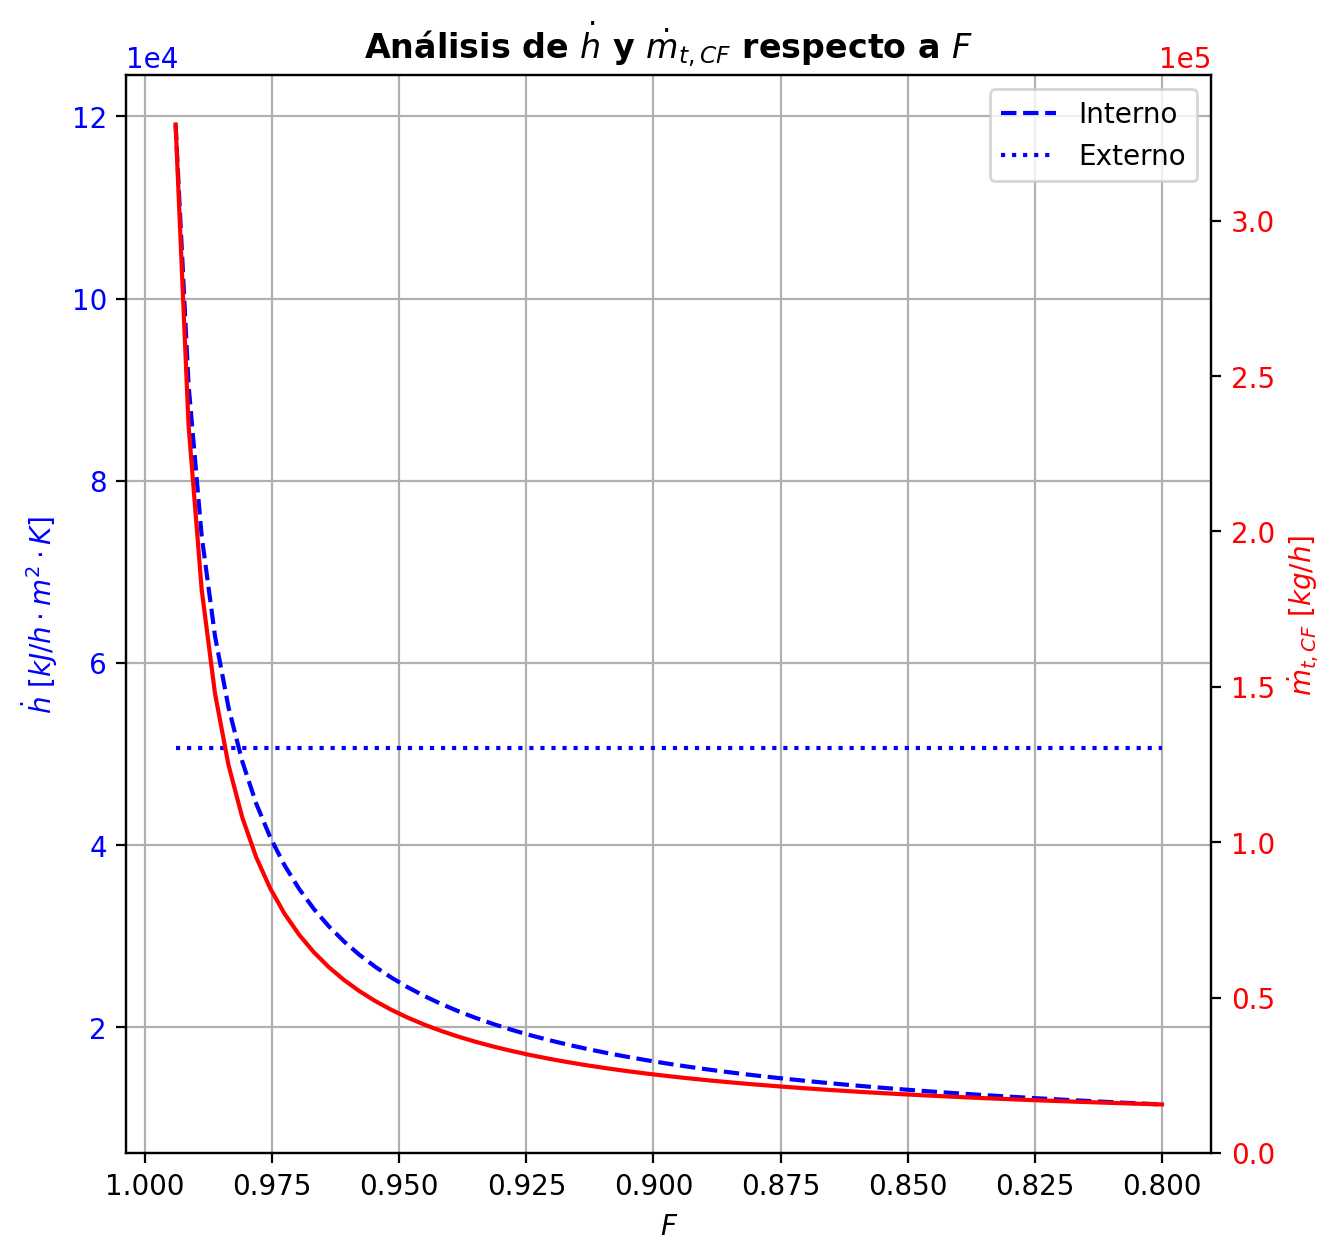 Análisis de ḣ y ṁ_{t,CF} respecto a F
1e4
1e5
Interno
Externo
12
10
8
6
4
2
ḣ [kJ/h · m² · K]
3.0
2.5
2.0
1.5
1.0
0.5
0.0
ṁ_{t,CF} [kg/h]
1.000 0.975 0.950 0.925 0.900 0.875 0.850 0.825 0.800
F